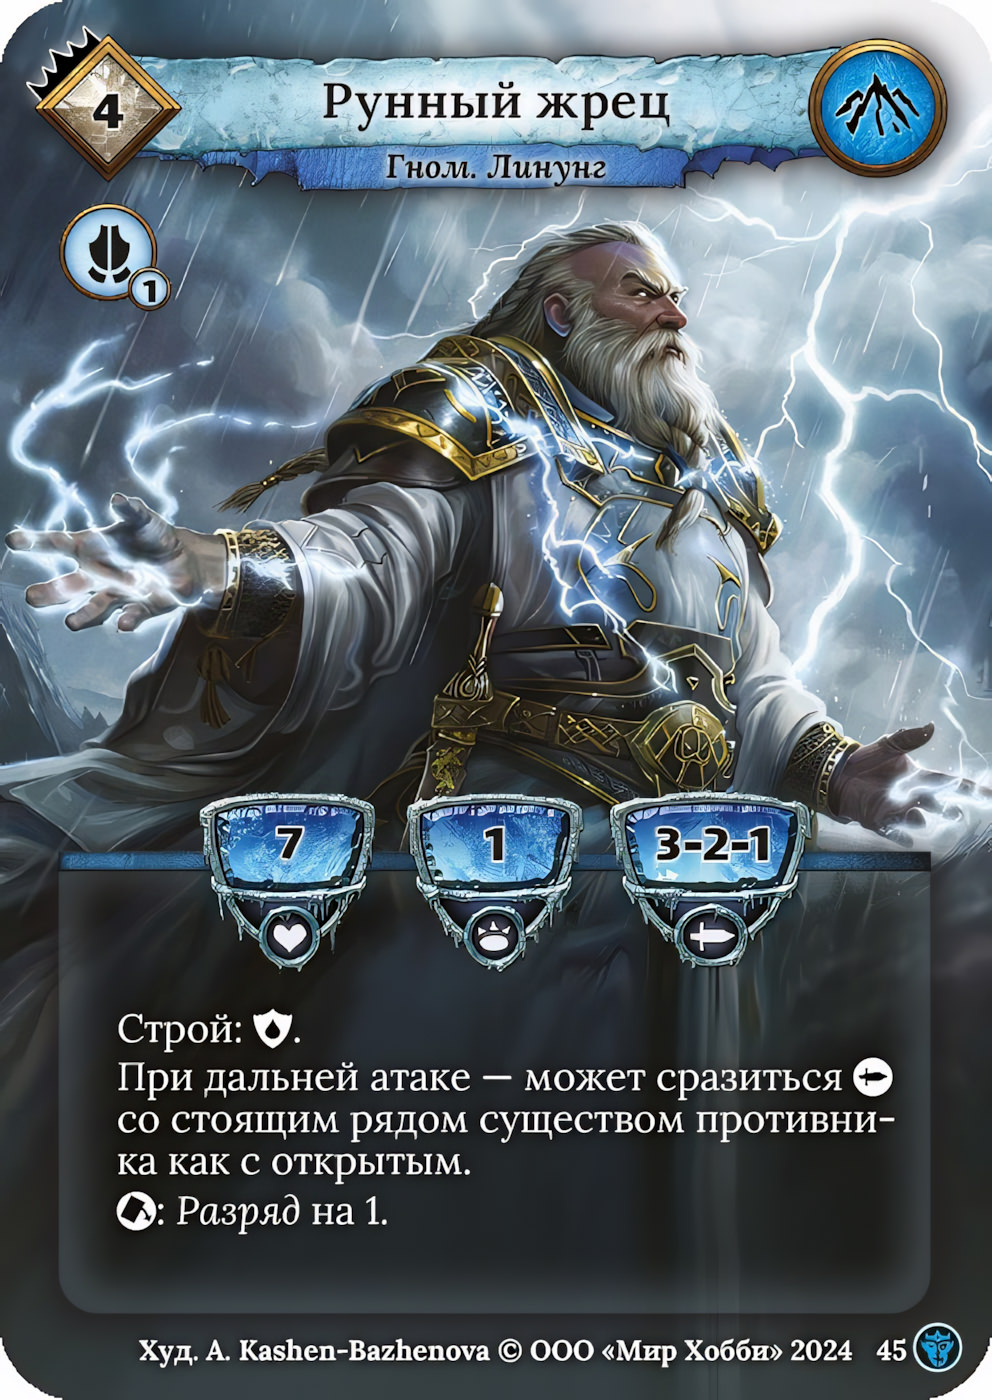 4
Рунный жрец
Гном. Линунг
1
7
1
3-2-1
Строй: .
При дальней атаке — может сразиться
со стоящим рядом существом противни-
ка как с открытым.
: Разряд на 1.
Худ. А. Kashen-Bazhenova © ООО «Мир Хобби» 2024 45